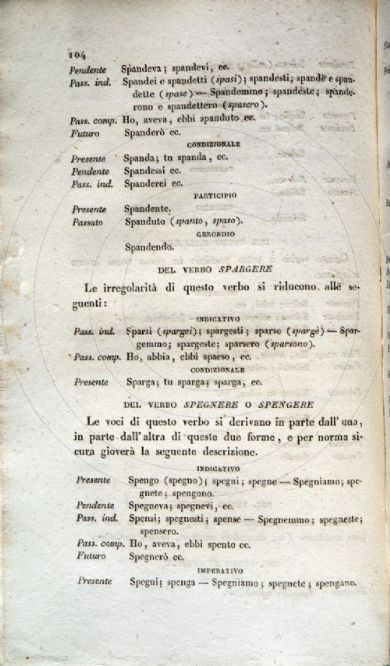 104
Pendente Spandeva; spandevi, ec.
Pass. ind. Spandei e spandetti (spasi); spandesti; spandè e span-
dette (spase) — Spandemmo; spandeste; spande-
rono e spandettero (spasero).
Pass. comp. Ho, aveva, ebbi spanduto ec.
Futuro Spanderò ec.
CONDIZIONALE
Presente Spanda; tu spanda, ec.
Pendente Spandessi ec.
Pass. ind. Spanderei ec.
PARTICIPIO
Presente Spandente.
Passato Spanduto (spanto, spaso).
GERONDIO
Spandendo.
DEL VERBO SPARGERE
Le irregolarità di questo verbo si riducono alle se-
guenti:
INDICATIVO
Pass. ind. Sparsi (spargei); spargesti; sparse (spargè) — Spar-
gemmo; spargeste; sparsero (sparsono).
Pass. comp. Ho, abbia, ebbi sparso, ec.
CONDIZIONALE
Presente Sparga; tu sparga; sparga, ec.
DEL VERBO SPEGNERE O SPENGERE
Le voci di questo verbo si derivano in parte dall'una,
in parte dall'altra di queste due forme, e per norma si-
cura gioverà la seguente descrizione.
INDICATIVO
Presente Spengo (spegno); spegui; spegne — Spegniamo; spe-
gnete; spengono.
Pendente Spegneva; spegnevi, ec.
Pass. ind. Spensi; spegnesti; spense — Spegnemmo; spegneste;
spensero.
Pass. comp. Ho, aveva, ebbi spento ec.
Futuro Spegnerò ec.
IMPERATIVO
Presente Spegui; spenga — Spegniamo; spegnete; spengano.